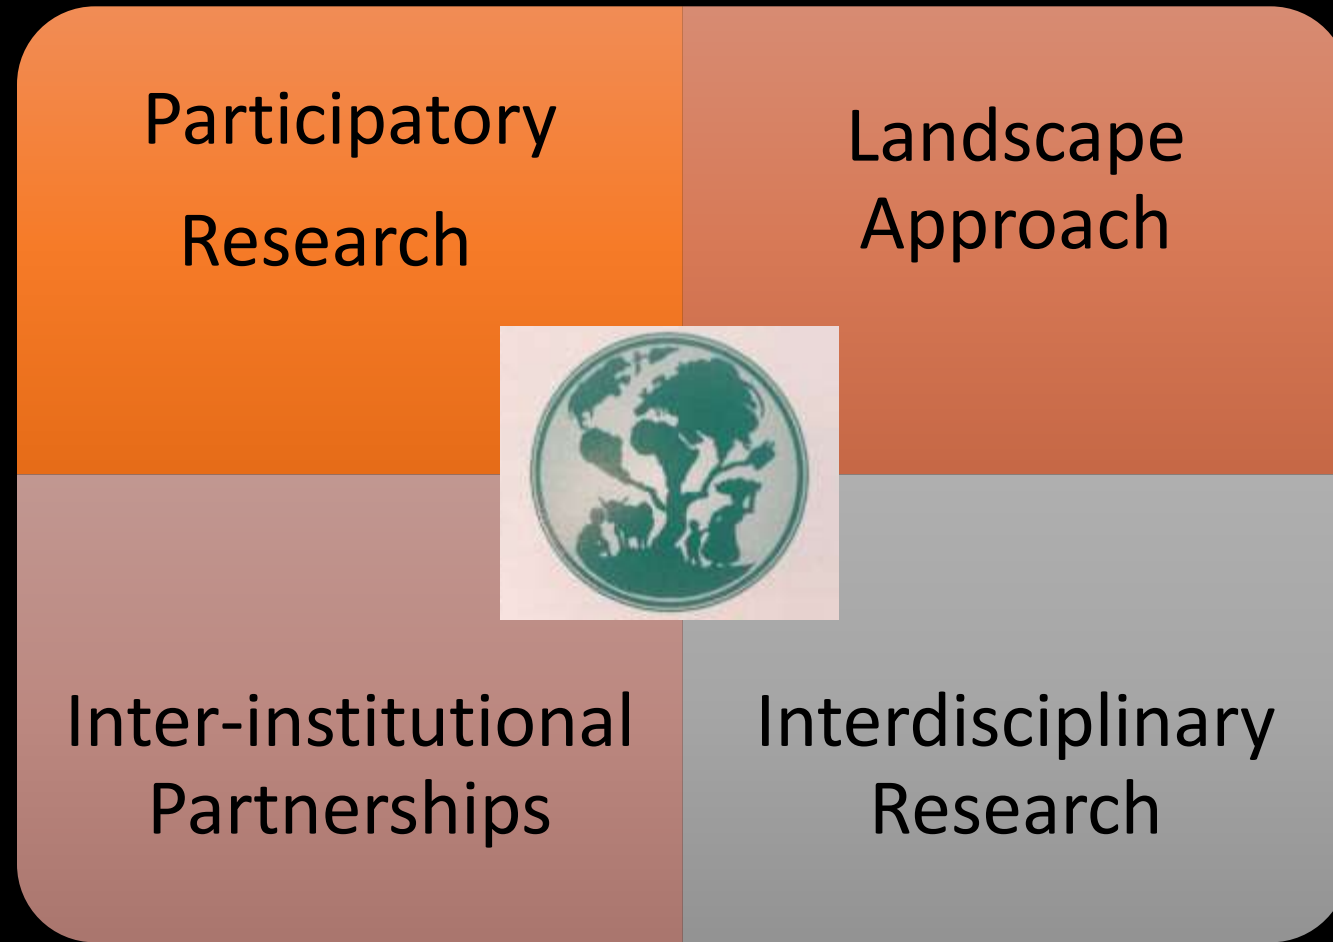 Participatory
Research
Landscape
Approach
Inter-institutional
Partnerships
Interdisciplinary
Research